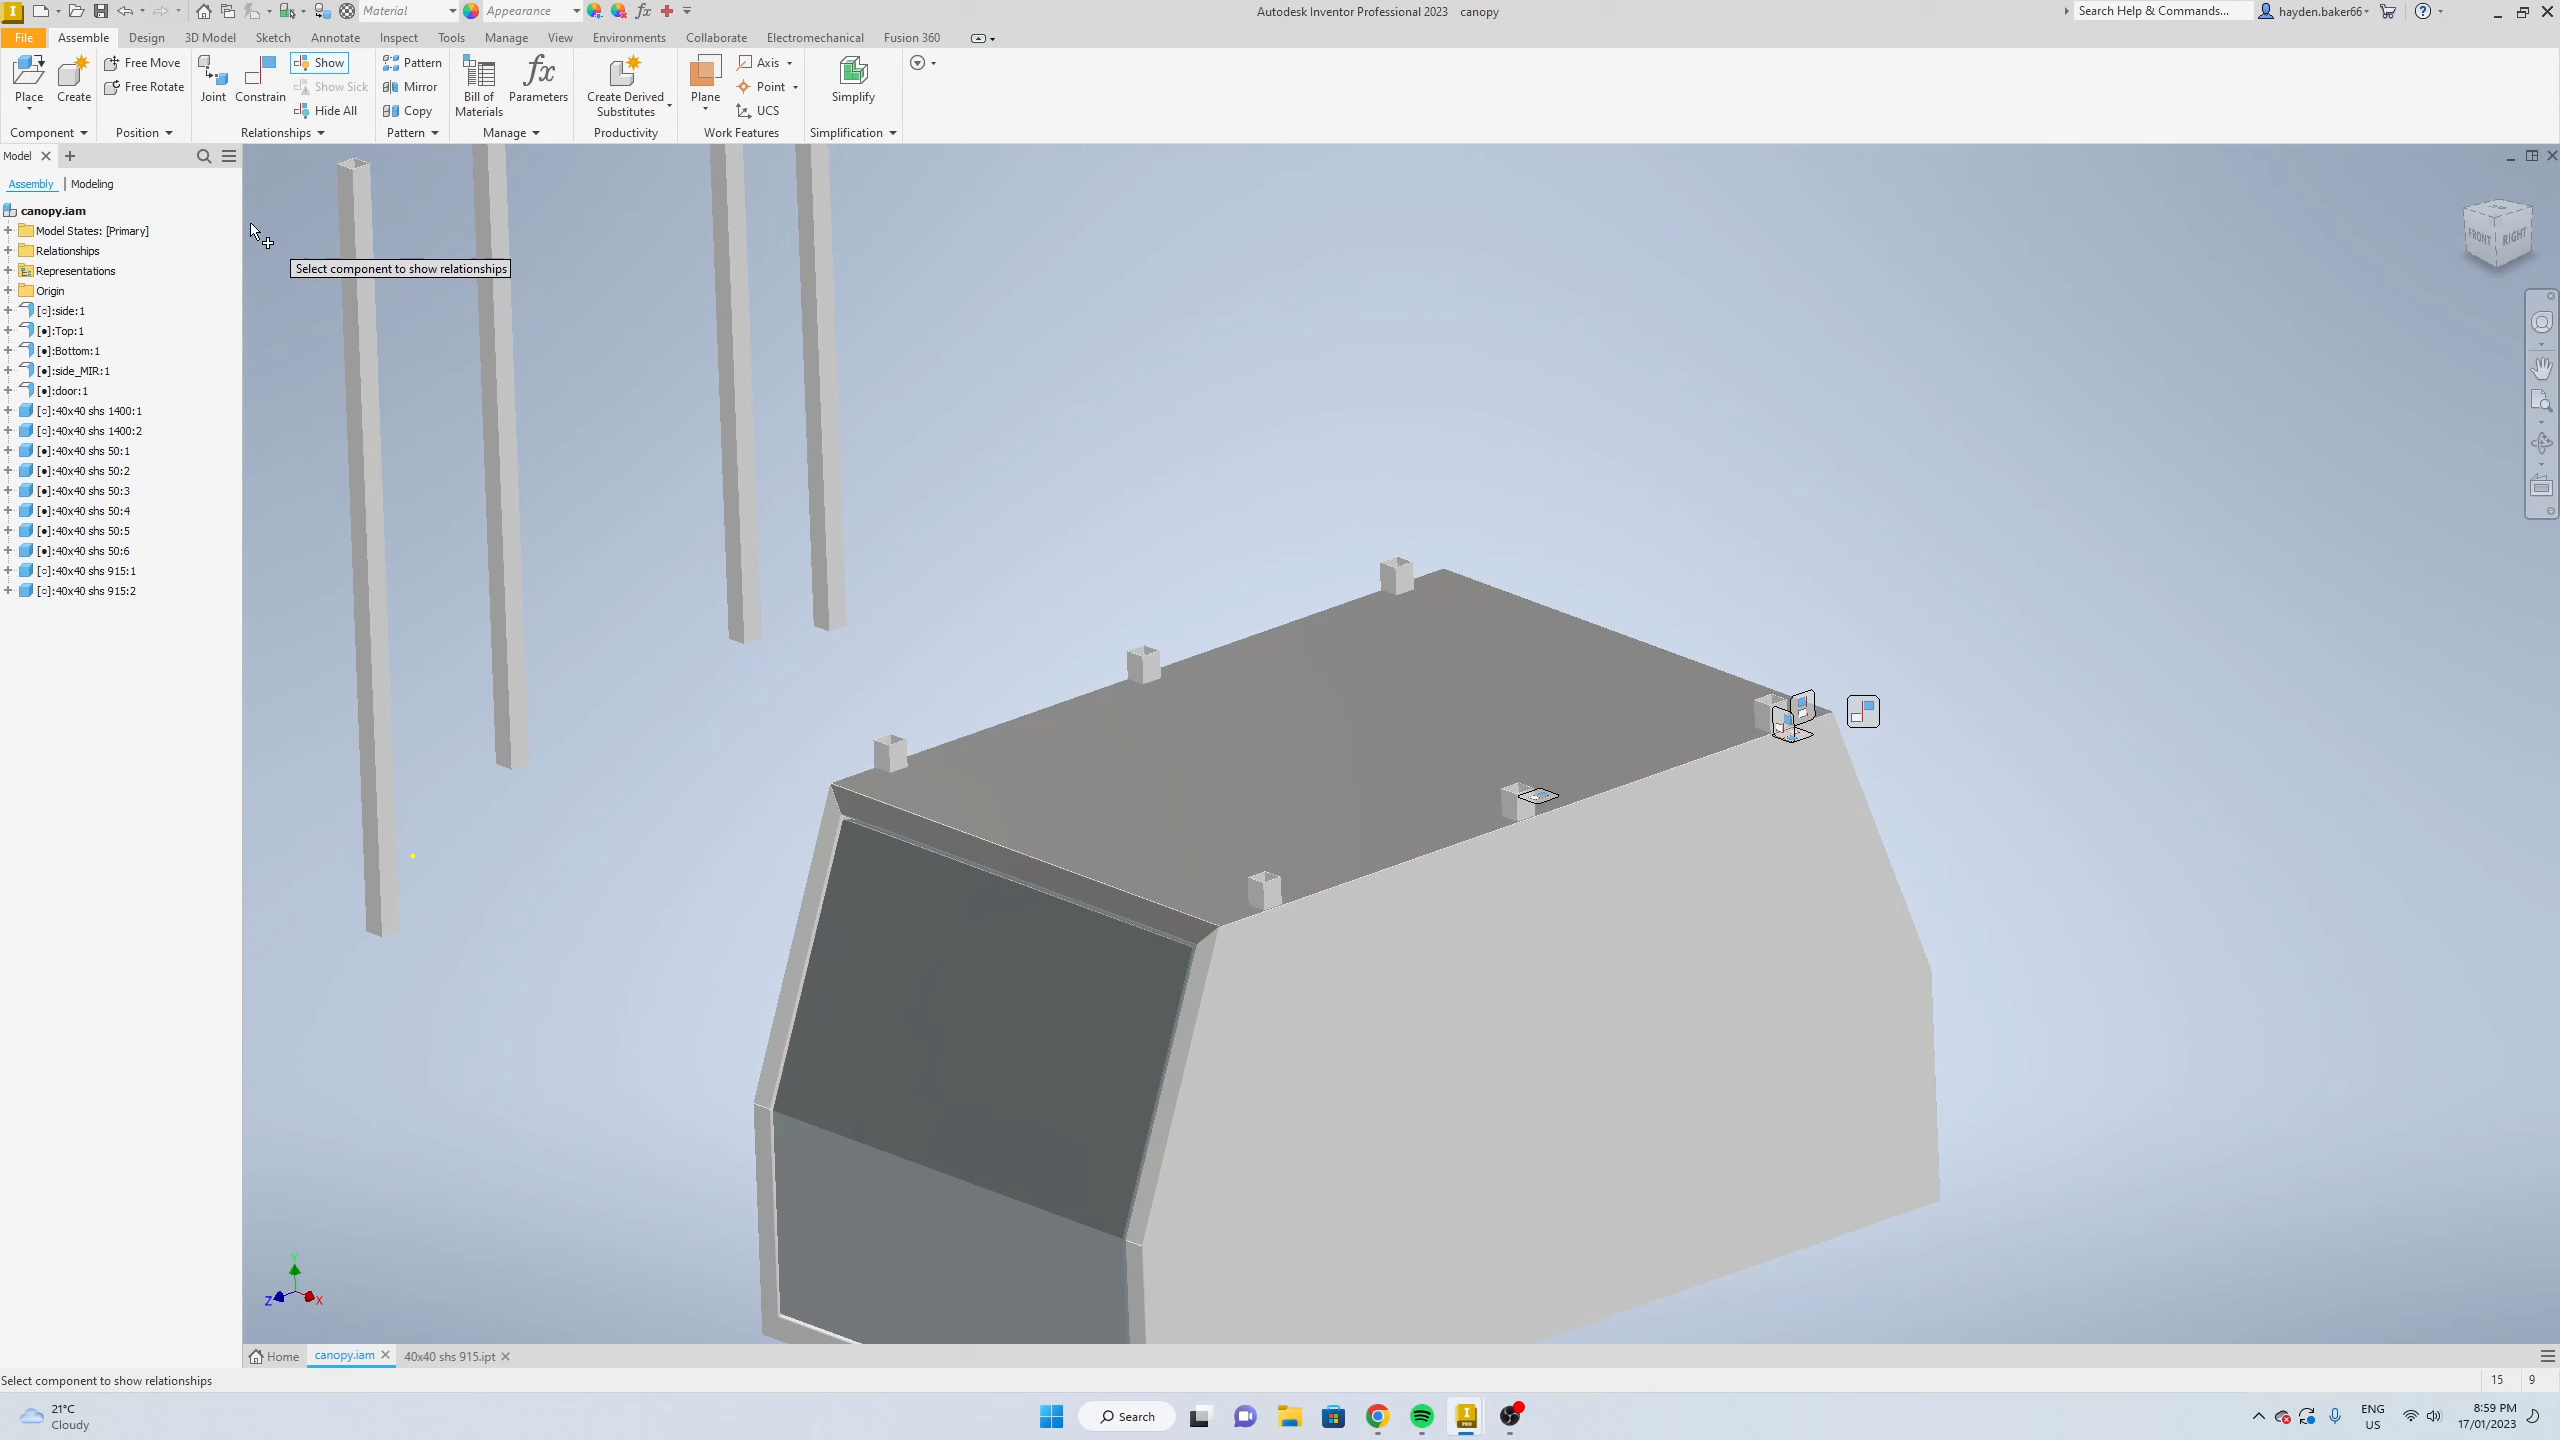 Material
Appearance
fx
Autodesk Inventor Professional 2023 canopy
Search Help & Commands...
hayden.baker66
File
Assemble
Design
3D Model
Sketch
Annotate
Inspect
Tools
Manage
View
Environments
Collaborate
Electromechanical
Fusion 360
Place
Create
Free Move
Free Rotate
Joint
Constrain
Show
Show Sick
Hide All
Pattern
Mirror
Copy
Bill of
Materials
fx
Parameters
Create Derived
Substitutes
Plane
Axis
Point
UCS
Simplify
Component
Position
Relationships
Pattern
Manage
Productivity
Work Features
Simplification
Model
Assembly
Modeling
canopy.iam
Model States: [Primary]
Relationships
Representations
Origin
[○]:side:1
[●]:Top:1
[●]:Bottom:1
[●]:side_MIR:1
[●]:door:1
[○]:40x40 shs 1400:1
[○]:40x40 shs 1400:2
[●]:40x40 shs 50:1
[●]:40x40 shs 50:2
[●]:40x40 shs 50:3
[●]:40x40 shs 50:4
[●]:40x40 shs 50:5
[●]:40x40 shs 50:6
[○]:40x40 shs 915:1
[○]:40x40 shs 915:2
Select component to show relationships
FRONT
RIGHT
Y
Z
X
Home
canopy.iam
40x40 shs 915.ipt
Select component to show relationships
15
9
21°C
Cloudy
Search
ENG
US
8:59 PM
17/01/2023